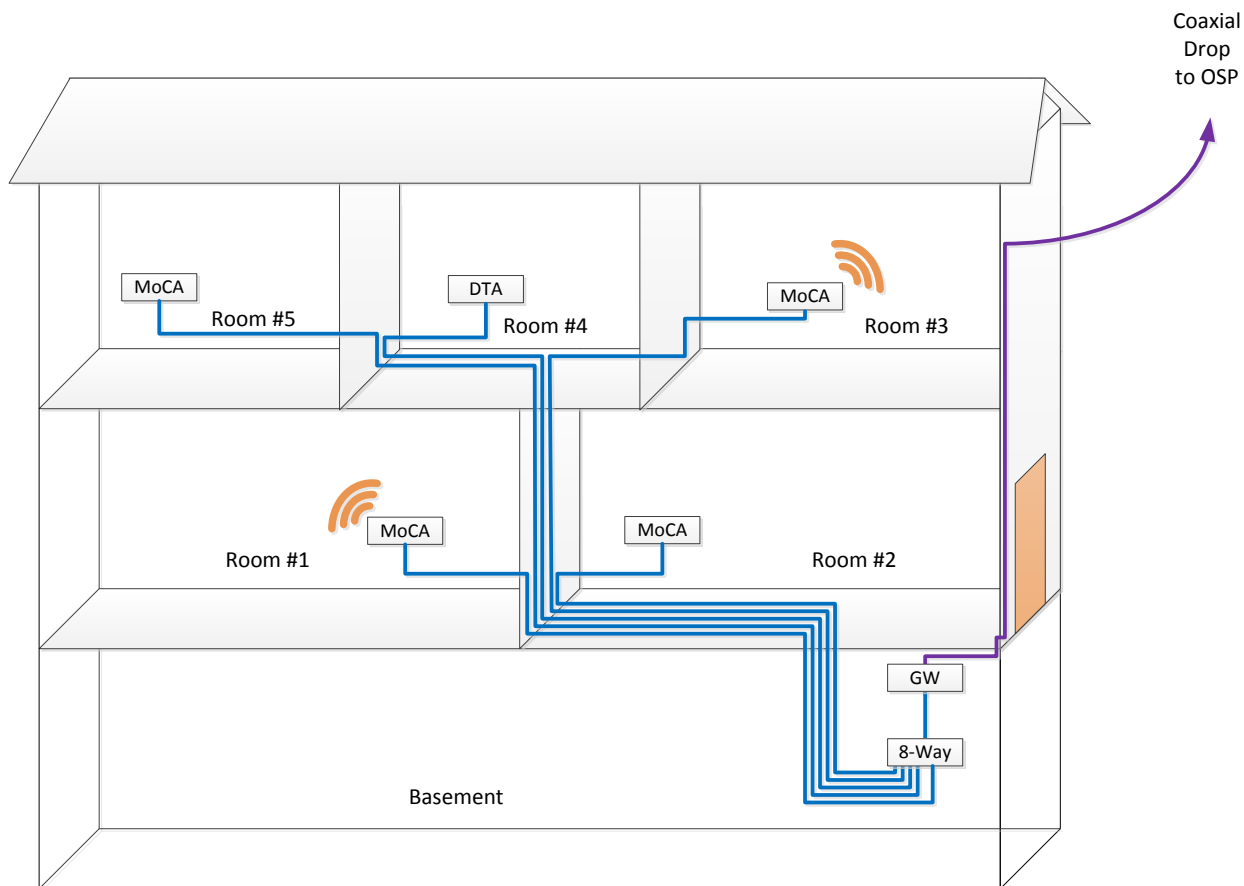 Coaxial
Drop
to OSP
MoCA
DTA
MoCA
Room #5
Room #4
Room #3
MoCA
MoCA
Room #1
Room #2
GW
8-Way
Basement